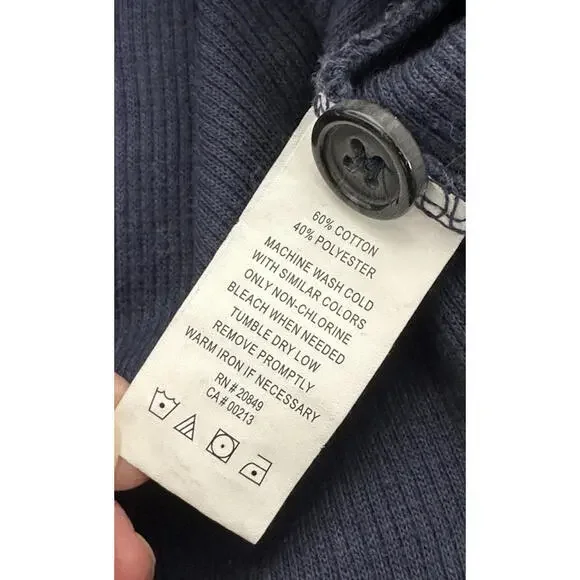 60% COTTON
40% POLYESTER
MACHINE WASH COLD
WITH SIMILAR COLORS
ONLY NON-CHLORINE
BLEACH WHEN NEEDED
TUMBLE DRY LOW
REMOVE PROMPTLY
WARM IRON IF NECESSARY
RN # 20849
CA # 00213